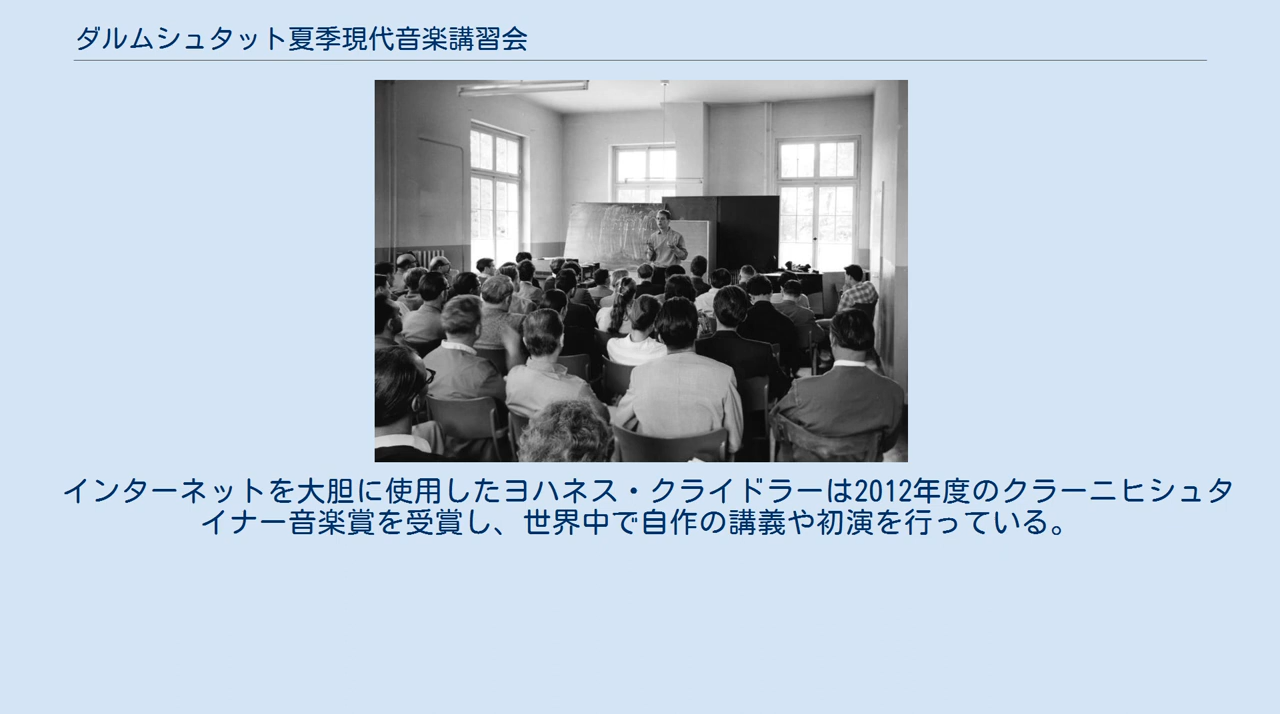 ダルムシュタット夏季現代音楽講習会
インターネットを大胆に使用したヨハネス・クライドラーは2012年度のクラーニヒシュタ
イナー音楽賞を受賞し、世界中で自作の講義や初演を行っている。